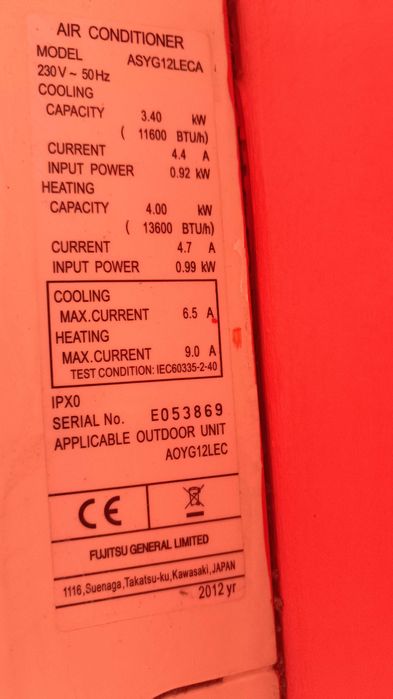 AIR CONDITIONER
MODEL ASYG12LECA
230V ~ 50Hz
COOLING
CAPACITY 3.40 kW
( 11600 BTU/h)
CURRENT 4.4 A
INPUT POWER 0.92 kW
HEATING
CAPACITY 4.00 kW
( 13600 BTU/h)
CURRENT 4.7 A
INPUT POWER 0.99 kW
COOLING
MAX.CURRENT 6.5 A
HEATING
MAX.CURRENT 9.0 A
TEST CONDITION: IEC60335-2-40
IPX0
SERIAL No. E053869
APPLICABLE OUTDOOR UNIT
AOYG12LEC
CE
FUJITSU GENERAL LIMITED
1116,Suenaga,Takatsu-ku,Kawasaki,JAPAN
2012 yr